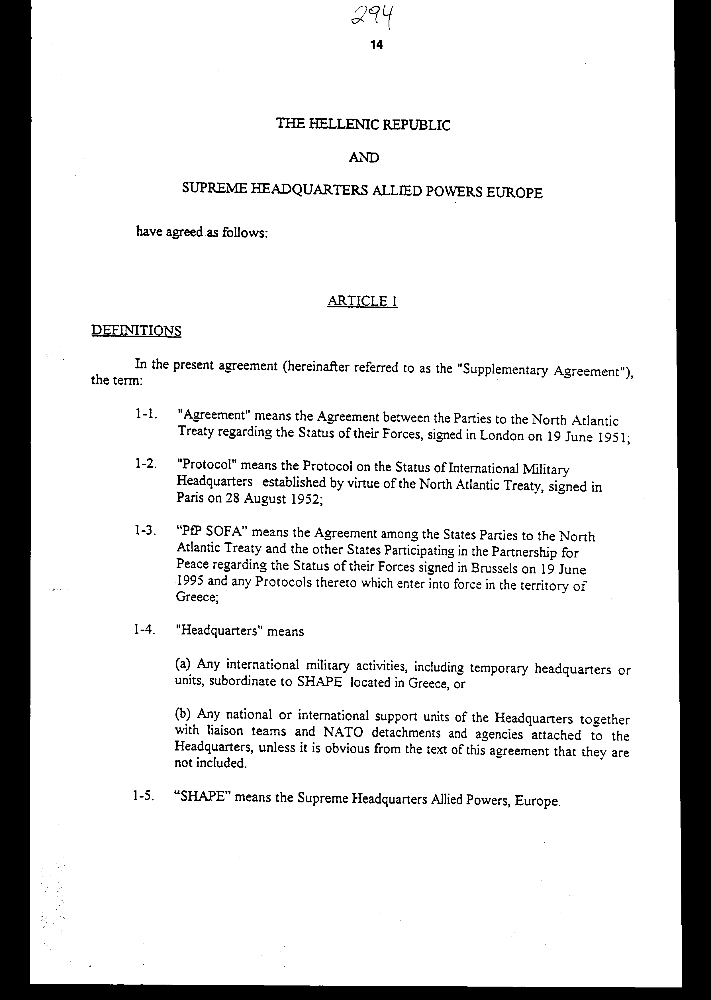 294
14
THE HELLENIC REPUBLIC
AND
SUPREME HEADQUARTERS ALLIED POWERS EUROPE
have agreed as follows:
ARTICLE 1
DEFINITIONS
In the present agreement (hereinafter referred to as the "Supplementary Agreement"),
the term:
1-1. "Agreement" means the Agreement between the Parties to the North Atlantic
Treaty regarding the Status of their Forces, signed in London on 19 June 1951;
1-2. "Protocol" means the Protocol on the Status of International Military
Headquarters established by virtue of the North Atlantic Treaty, signed in
Paris on 28 August 1952;
1-3. “PfP SOFA” means the Agreement among the States Parties to the North
Atlantic Treaty and the other States Participating in the Partnership for
Peace regarding the Status of their Forces signed in Brussels on 19 June
1995 and any Protocols thereto which enter into force in the territory of
Greece;
1-4. "Headquarters" means
(a) Any international military activities, including temporary headquarters or
units, subordinate to SHAPE located in Greece, or
(b) Any national or international support units of the Headquarters together
with liaison teams and NATO detachments and agencies attached to the
Headquarters, unless it is obvious from the text of this agreement that they are
not included.
1-5. “SHAPE” means the Supreme Headquarters Allied Powers, Europe.